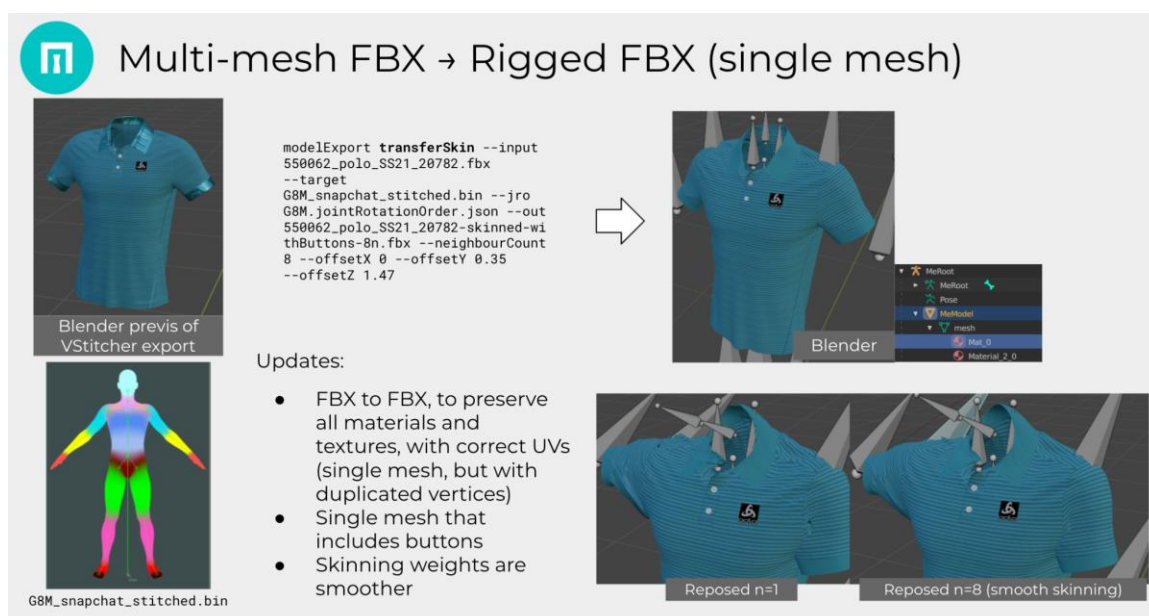 Multi-mesh FBX → Rigged FBX (single mesh)
Blender previs of
VStitcher export
modelExport transferSkin --input
550062_polo_SS21_20782.fbx
--target
G8M_snapchat_stitched.bin --jro
G8M.jointRotationOrder.json --out
550062_polo_SS21_20782-skinned-wi
thButtons-8n.fbx --neighbourCount
8 --offsetX 0 --offsetY 0.35
--offsetZ 1.47
Blender
MeRoot
MeRoot
Pose
MeModel
mesh
Mat_0
Material_2_0
G8M_snapchat_stitched.bin
Updates:
● FBX to FBX, to preserve
all materials and
textures, with correct UVs
(single mesh, but with
duplicated vertices)
● Single mesh that
includes buttons
● Skinning weights are
smoother
Reposed n=1
Reposed n=8 (smooth skinning)